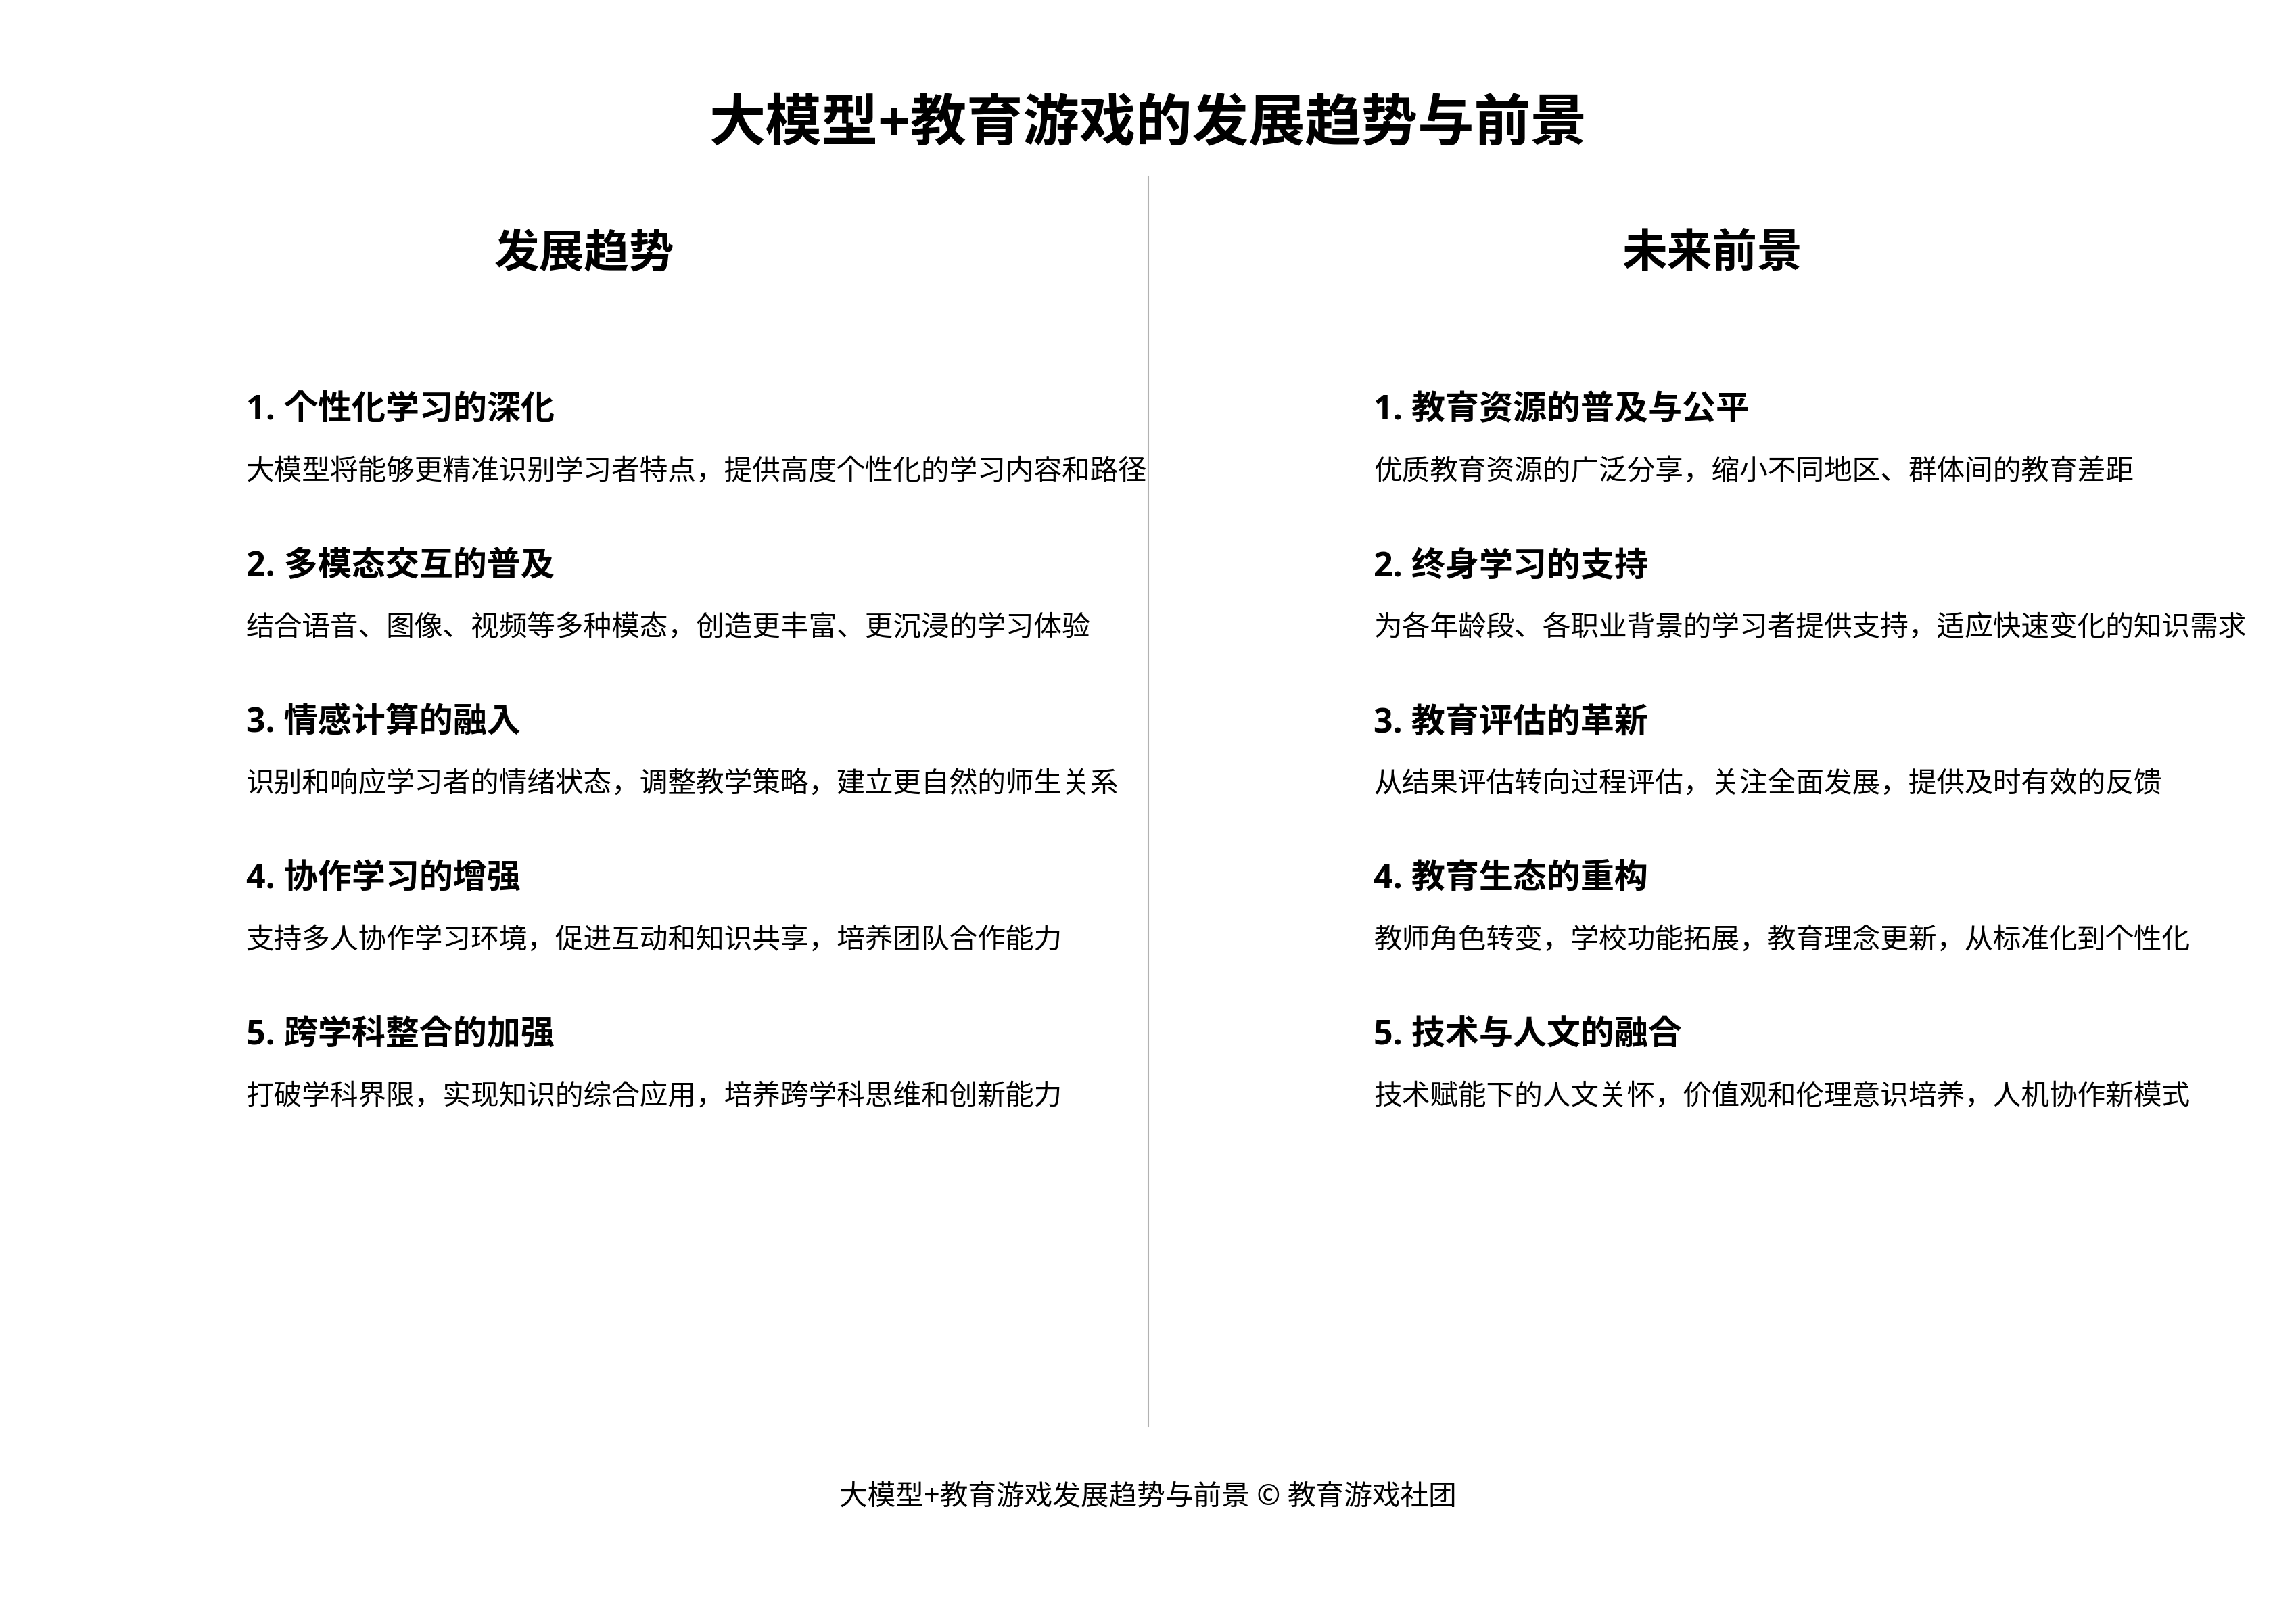 大模型+教育游戏的发展趋势与前景
发展趋势
1. 个性化学习的深化
大模型将能够更精准识别学习者特点，提供高度个性化的学习内容和路径
2. 多模态交互的普及
结合语音、图像、视频等多种模态，创造更丰富、更沉浸的学习体验
3. 情感计算的融入
识别和响应学习者的情绪状态，调整教学策略，建立更自然的师生关系
4. 协作学习的增强
支持多人协作学习环境，促进互动和知识共享，培养团队合作能力
5. 跨学科整合的加强
打破学科界限，实现知识的综合应用，培养跨学科思维和创新能力
未来前景
1. 教育资源的普及与公平
优质教育资源的广泛分享，缩小不同地区、群体间的教育差距
2. 终身学习的支持
为各年龄段、各职业背景的学习者提供支持，适应快速变化的知识需求
3. 教育评估的革新
从结果评估转向过程评估，关注全面发展，提供及时有效的反馈
4. 教育生态的重构
教师角色转变，学校功能拓展，教育理念更新，从标准化到个性化
5. 技术与人文的融合
技术赋能下的人文关怀，价值观和伦理意识培养，人机协作新模式
大模型+教育游戏发展趋势与前景 © 教育游戏社团